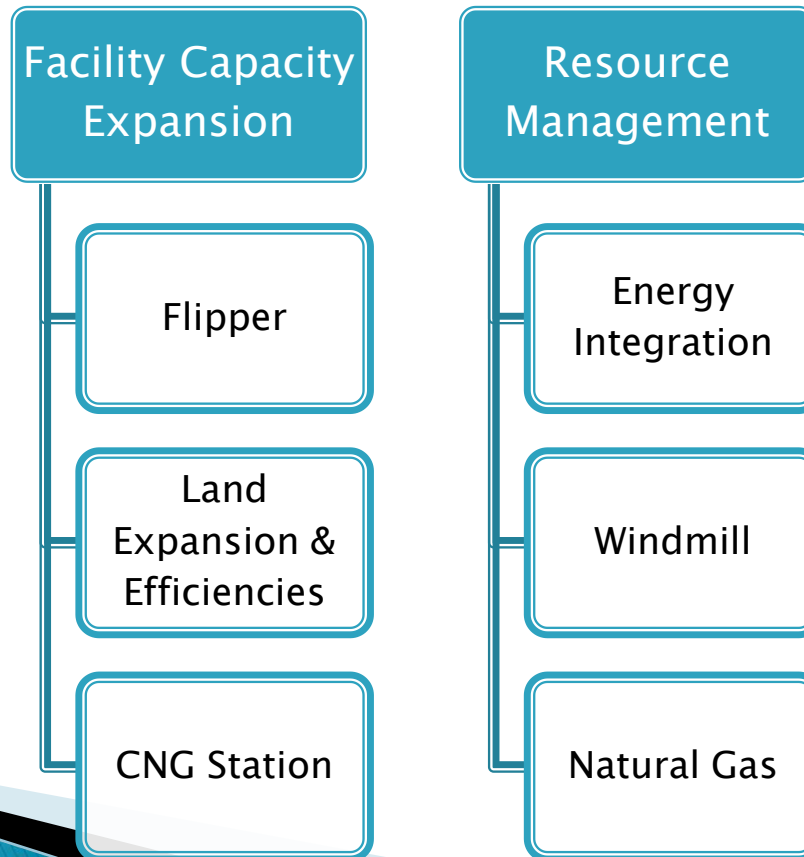 Facility Capacity
Expansion
Flipper
Land
Expansion &
Efficiencies
CNG Station
Resource
Management
Energy
Integration
Windmill
Natural Gas